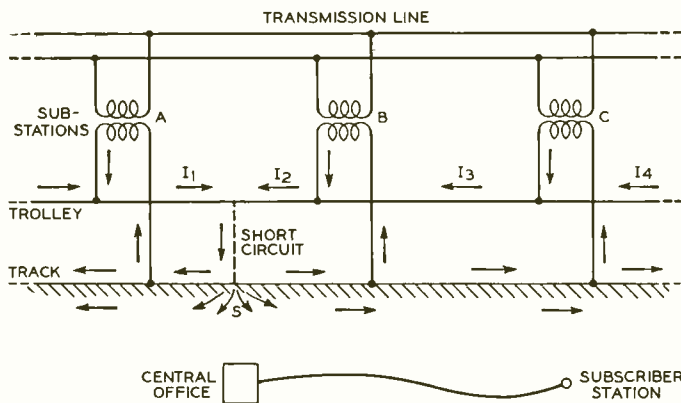 TRANSMISSION LINE
SUB-
STATIONS
A
B
C
I1
I2
I3
I4
TROLLEY
SHORT
CIRCUIT
TRACK
S
CENTRAL
OFFICE
SUBSCRIBER
STATION